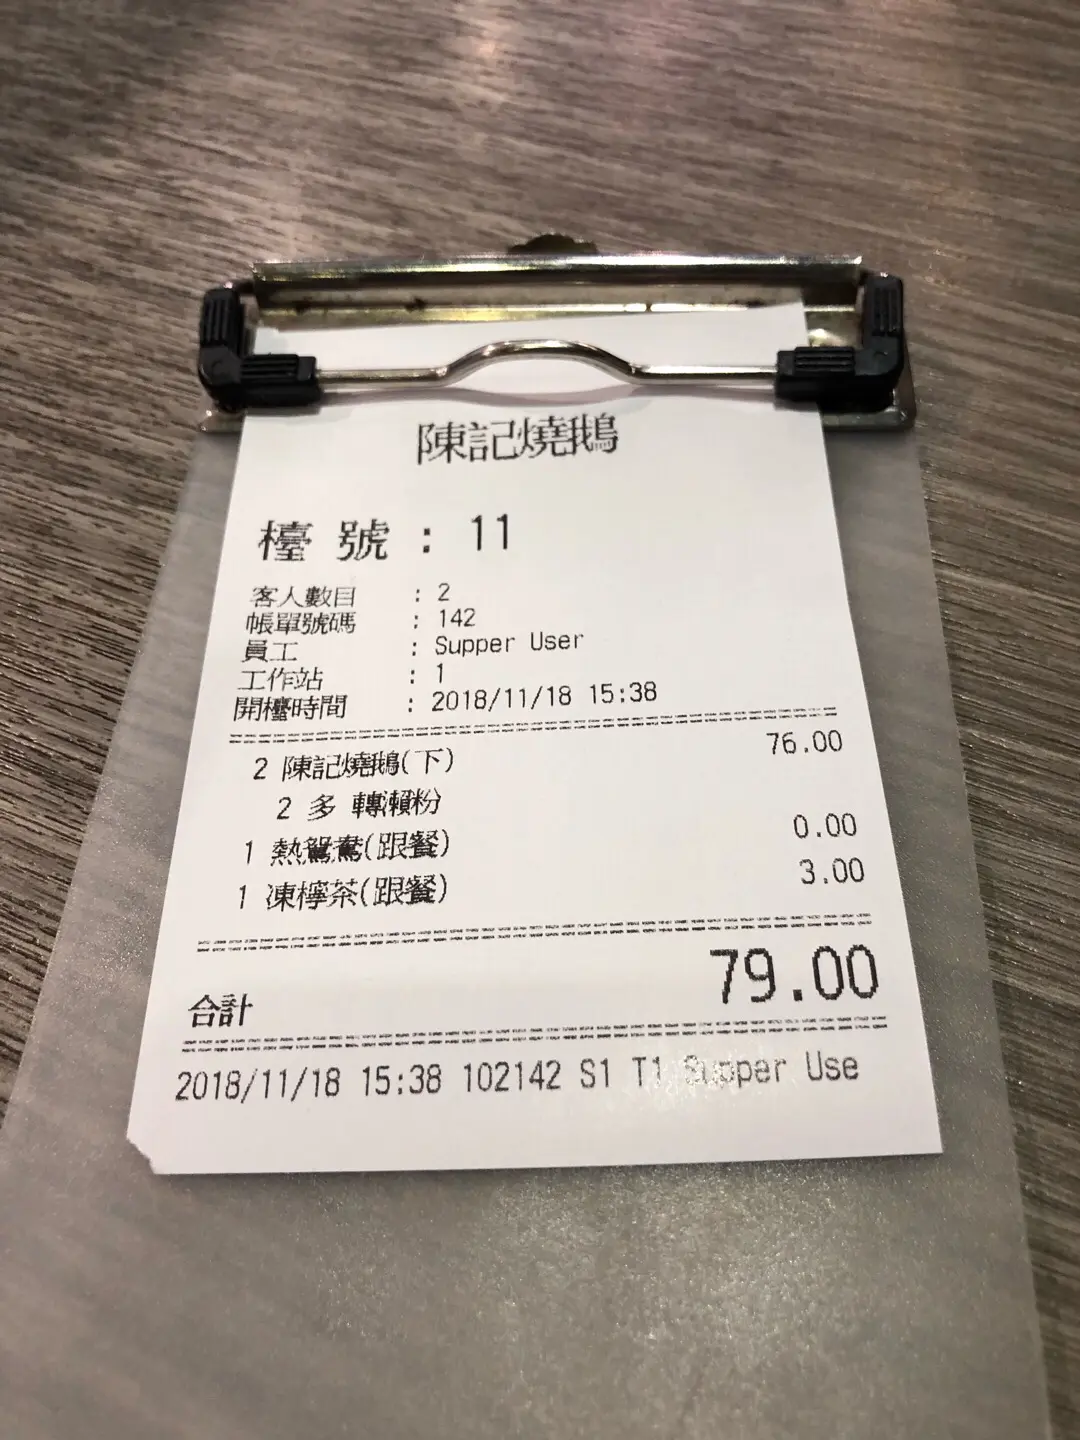 陳記燒鵝
檯 號 : 11
客人數目 : 2
帳單號碼 : 142
員工 : Supper User
工作站 : 1
開檯時間 : 2018/11/18 15:38
2 陳記燒鵝(下) 76.00
2 多 轉瀨粉
1 熱鴛鴦(跟餐) 0.00
1 凍檸茶(跟餐) 3.00
合計 79.00
2018/11/18 15:38 102142 S1 T1 Supper Use